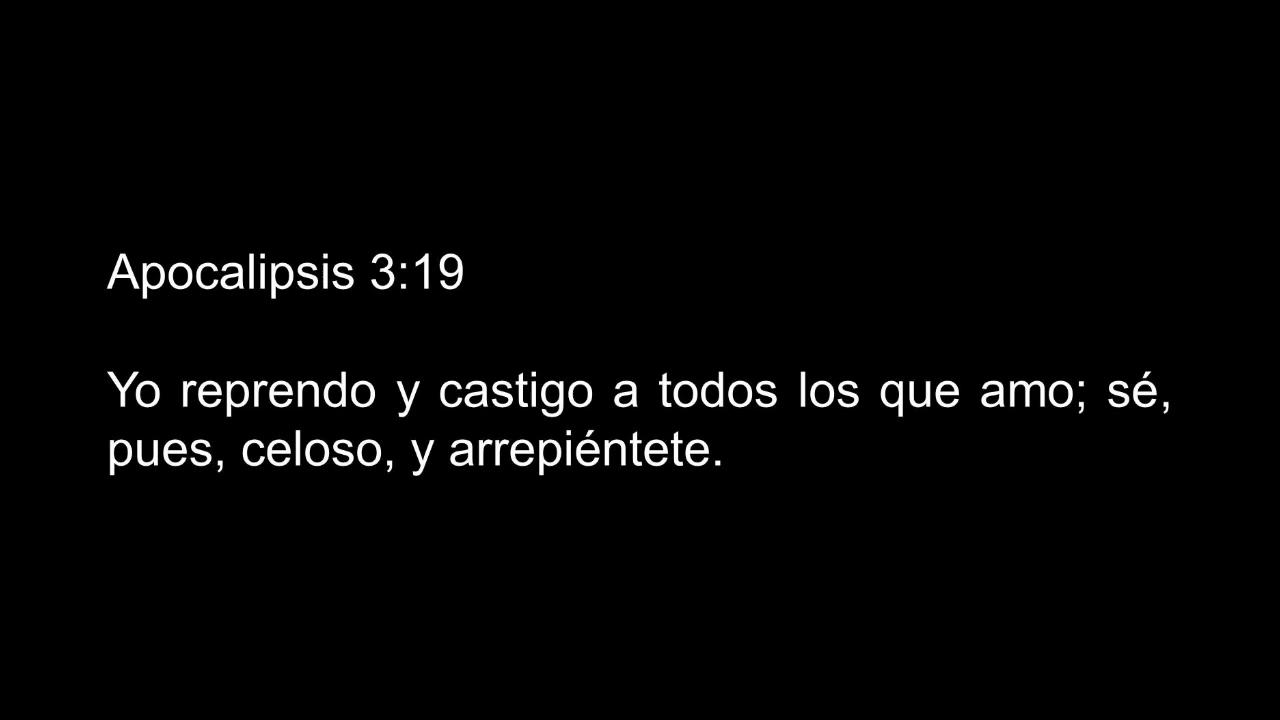 Apocalipsis 3:19
Yo reprendo y castigo a todos los que amo; sé,
pues, celoso, y arrepiéntete.